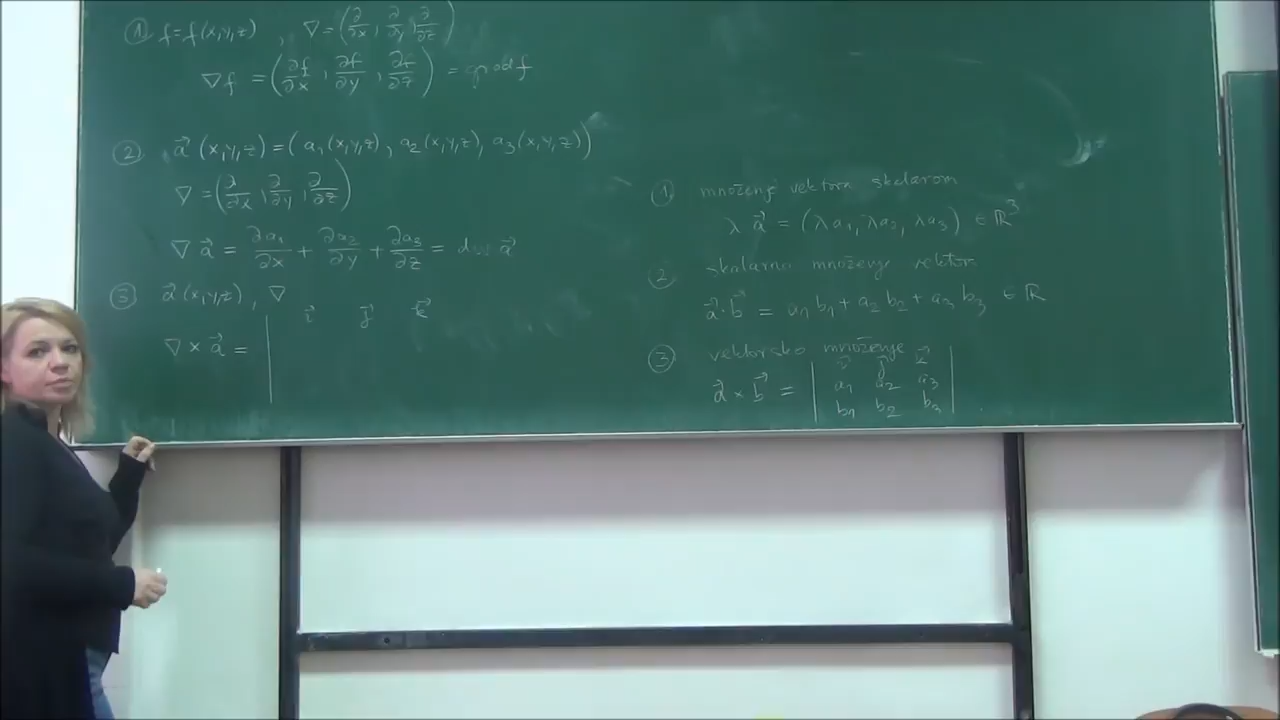 ① f=f(x,y,z) , ∇=(∂/∂x, ∂/∂y, ∂/∂z)
∇f = (∂f/∂x, ∂f/∂y, ∂f/∂z) = grad f
② a⃗(x,y,z)=(a₁(x,y,z), a₂(x,y,z), a₃(x,y,z))
∇ = (∂/∂x, ∂/∂y, ∂/∂z)
∇ a⃗ = ∂a₁/∂x + ∂a₂/∂y + ∂a₃/∂z = div a⃗
③ a⃗(x,y,z), ∇
i⃗ j⃗ k⃗
∇ × a⃗ = |
① množenje vektora skalarom
λ a⃗ = (λa₁, λa₂, λa₃) ∈ ℝ³
② skalarno množenje vektora
a⃗·b⃗ = a₁b₁ + a₂b₂ + a₃b₃ ∈ ℝ
③ vektorsko množenje
i⃗ j⃗ k⃗
a⃗ × b⃗ = | a₁ a₂ a₃ |
b₁ b₂ b₃